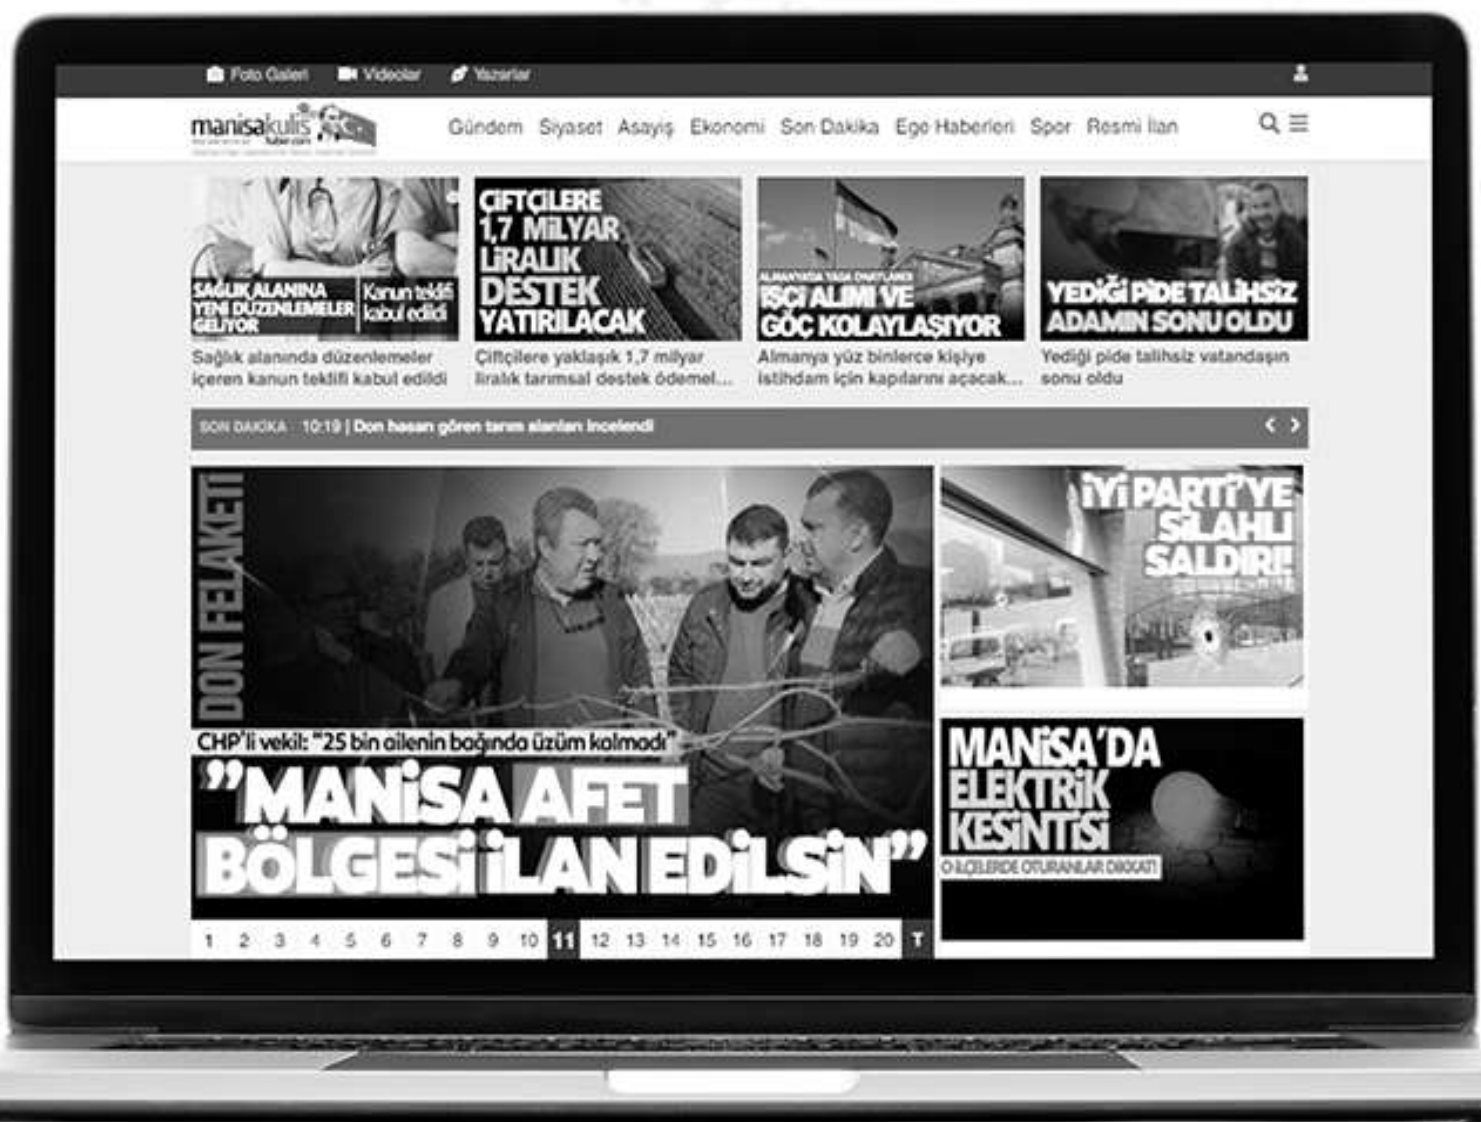 Foto Galeri Videolar Yazarlar
manisakulis
haber.com
Gündem Siyaset Asayiş Ekonomi Son Dakika Ege Haberleri Spor Resmi İlan
SAĞLIK ALANINA
YENİ DÜZENLEMELER
GELİYOR
Kanun teklifi
kabul edildi
Sağlık alanında düzenlemeler
içeren kanun teklifi kabul edildi
ÇİFTÇİLERE
1,7 MİLYAR
LİRALIK
DESTEK
YATIRILACAK
Çiftçilere yaklaşık 1,7 milyar
liralık tarımsal destek ödemel...
ALMANYA'DA YASA ONAYLANDI
İŞÇİ ALIMI VE
GÖÇ KOLAYLAŞIYOR
Almanya yüz binlerce kişiye
istihdam için kapılarını açacak...
YEDİĞİ PİDE TALİHSİZ
ADAMIN SONU OLDU
Yediği pide talihsiz vatandaşın
sonu oldu
SON DAKİKA 10:19 | Don hasarı gören tarım alanları incelendi
DON FELAKETİ
CHP'li vekil: "25 bin ailenin bağında üzüm kalmadı"
"MANİSA AFET
BÖLGESİ İLAN EDİLSİN"
1 2 3 4 5 6 7 8 9 10 11 12 13 14 15 16 17 18 19 20 T
İYİ PARTİ'YE
SİLAHLI
SALDIRI!
MANİSA'DA
ELEKTRİK
KESİNTİSİ
O İLÇELERDE OTURANLAR DİKKAT!